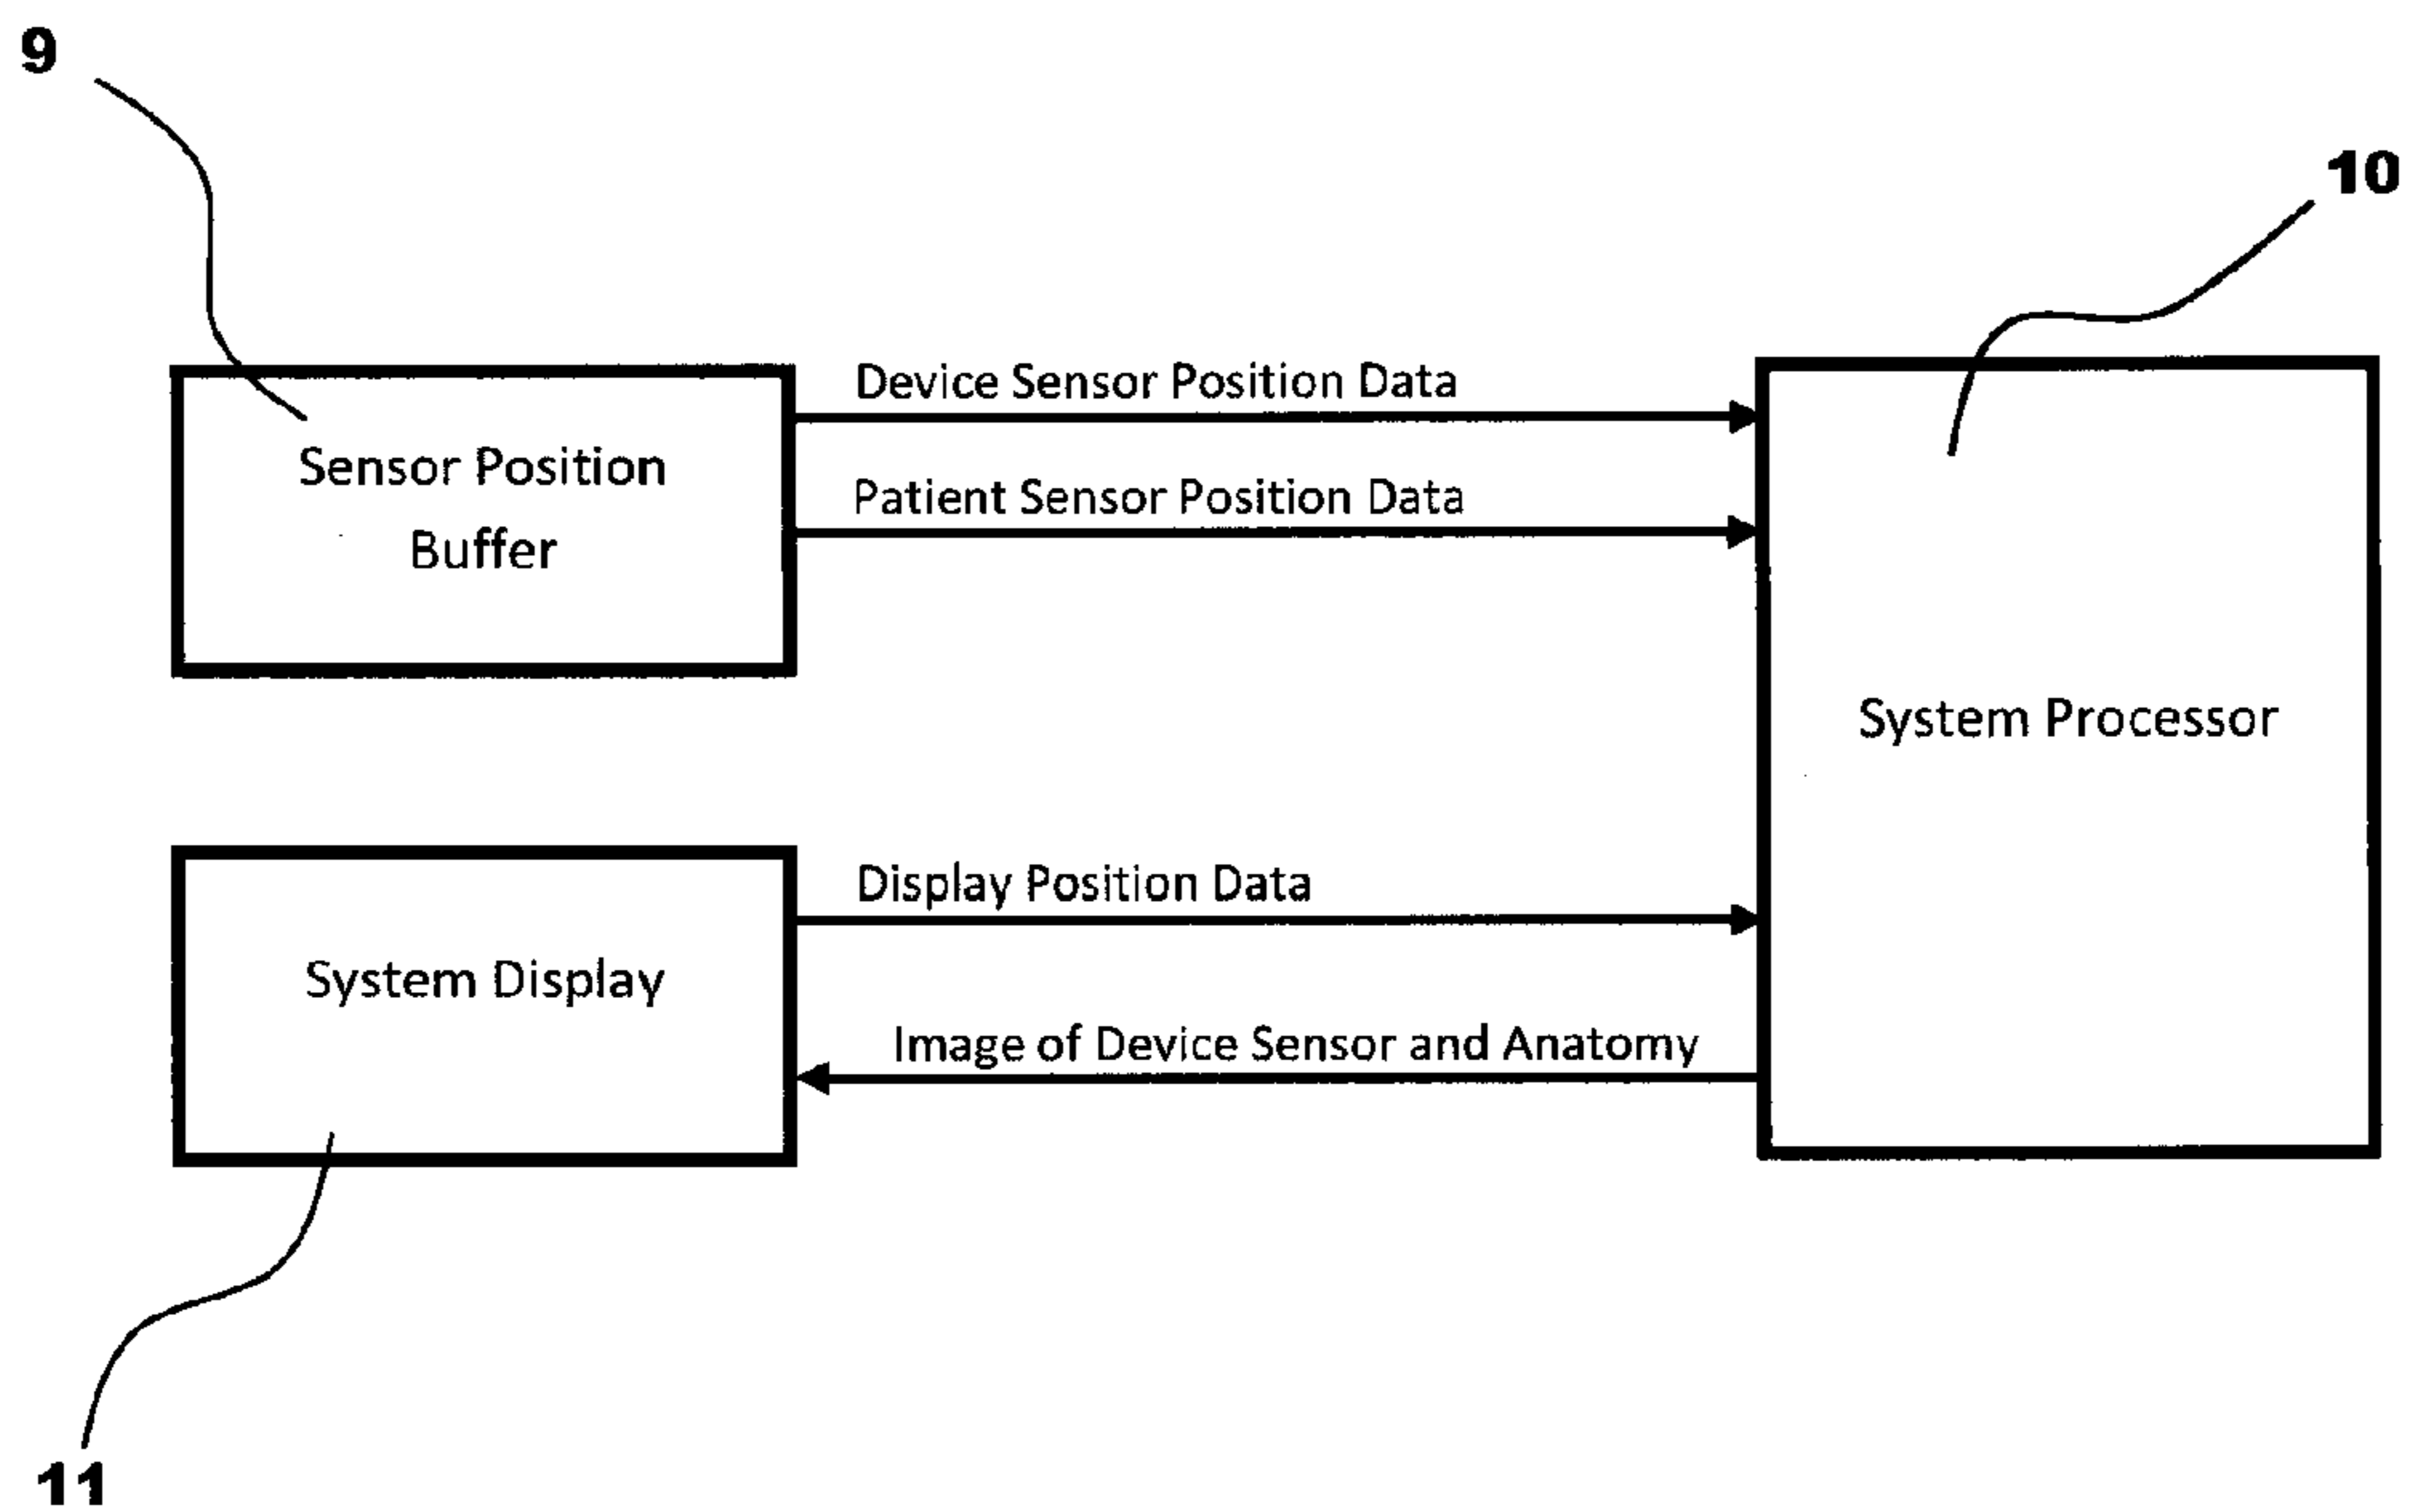 9
10
Device Sensor Position Data
Sensor Position
Buffer
Patient Sensor Position Data
System Processor
Display Position Data
System Display
Image of Device Sensor and Anatomy
11